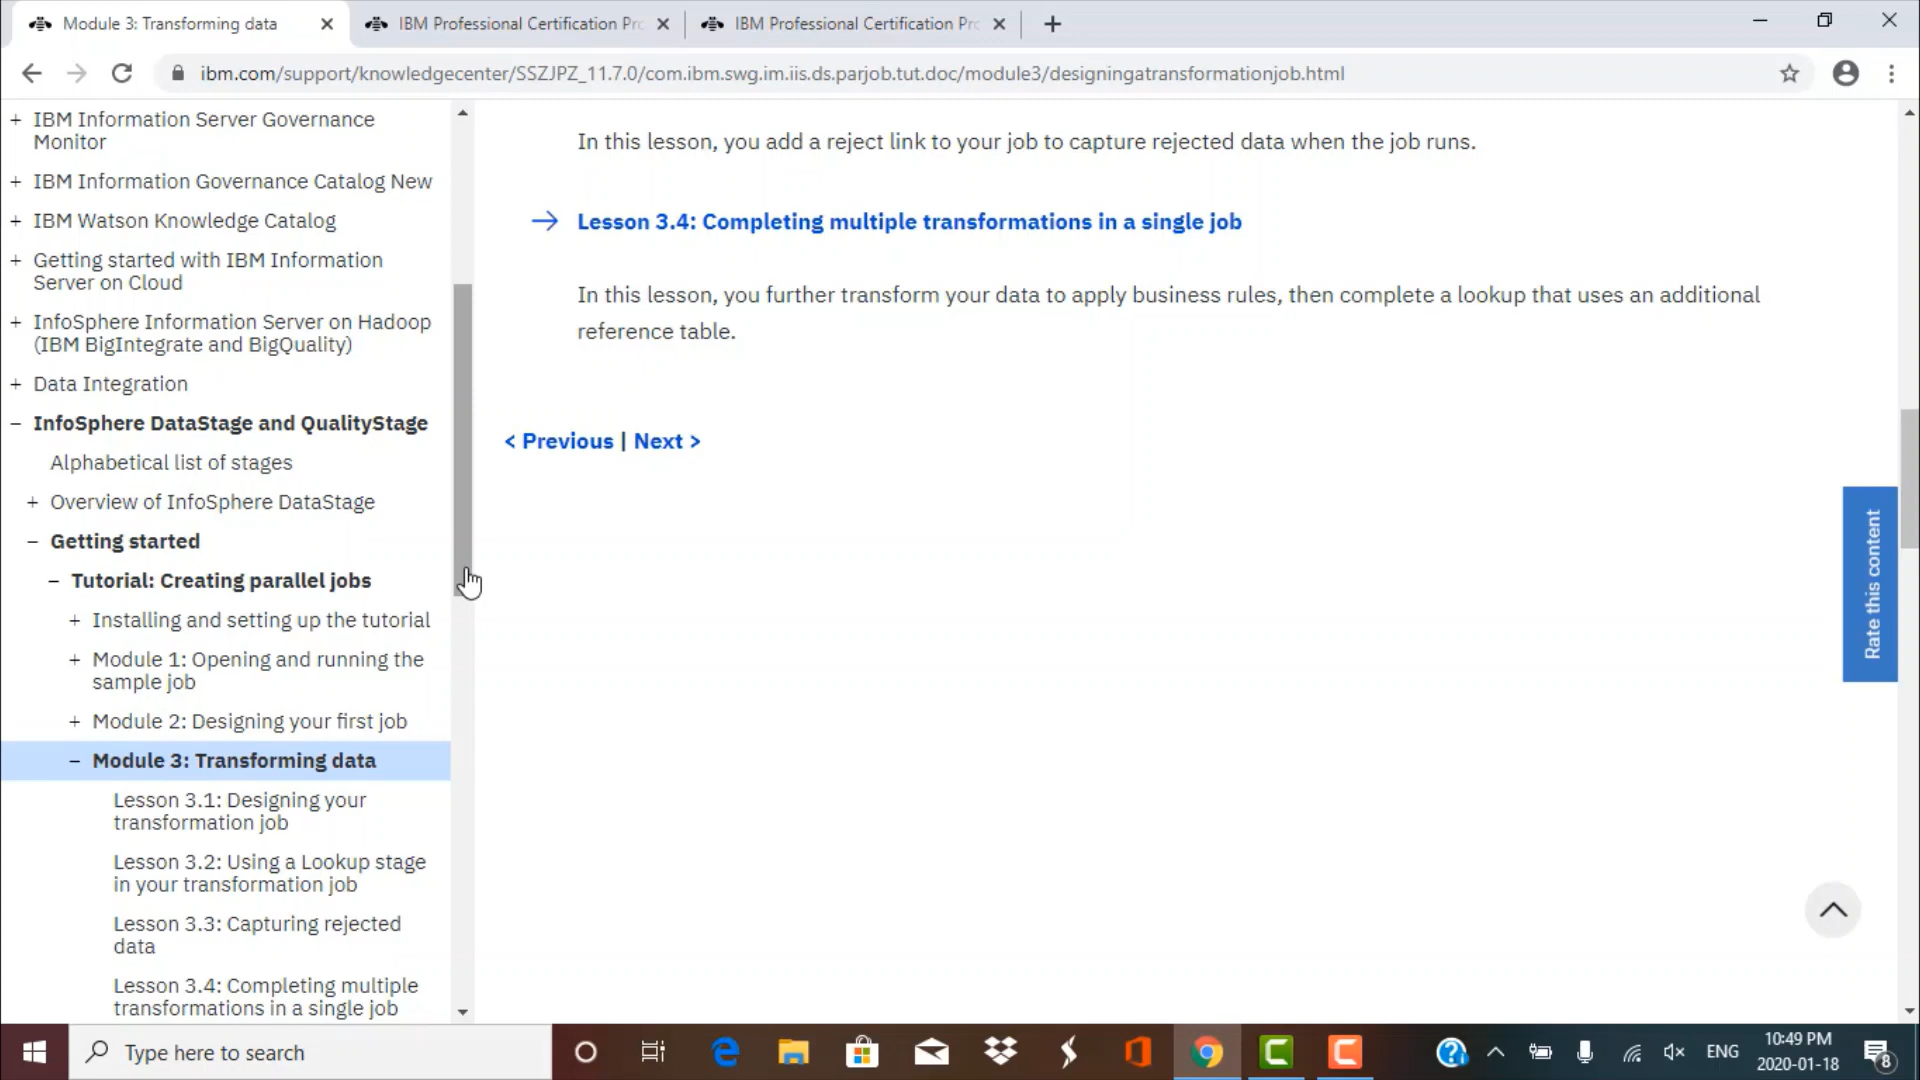 Module 3: Transforming data
IBM Professional Certification Pr
IBM Professional Certification Pr
ibm.com/support/knowledgecenter/SSZJPZ_11.7.0/com.ibm.swg.im.iis.ds.parjob.tut.doc/module3/designingatransformationjob.html
+ IBM Information Server Governance
Monitor
+ IBM Information Governance Catalog New
+ IBM Watson Knowledge Catalog
+ Getting started with IBM Information
Server on Cloud
+ InfoSphere Information Server on Hadoop
(IBM BigIntegrate and BigQuality)
+ Data Integration
– InfoSphere DataStage and QualityStage
Alphabetical list of stages
+ Overview of InfoSphere DataStage
– Getting started
– Tutorial: Creating parallel jobs
+ Installing and setting up the tutorial
+ Module 1: Opening and running the
sample job
+ Module 2: Designing your first job
– Module 3: Transforming data
Lesson 3.1: Designing your
transformation job
Lesson 3.2: Using a Lookup stage
in your transformation job
Lesson 3.3: Capturing rejected
data
Lesson 3.4: Completing multiple
transformations in a single job
In this lesson, you add a reject link to your job to capture rejected data when the job runs.
→ Lesson 3.4: Completing multiple transformations in a single job
In this lesson, you further transform your data to apply business rules, then complete a lookup that uses an additional
reference table.
< Previous | Next >
Rate this content
Type here to search
ENG
10:49 PM
2020-01-18
8